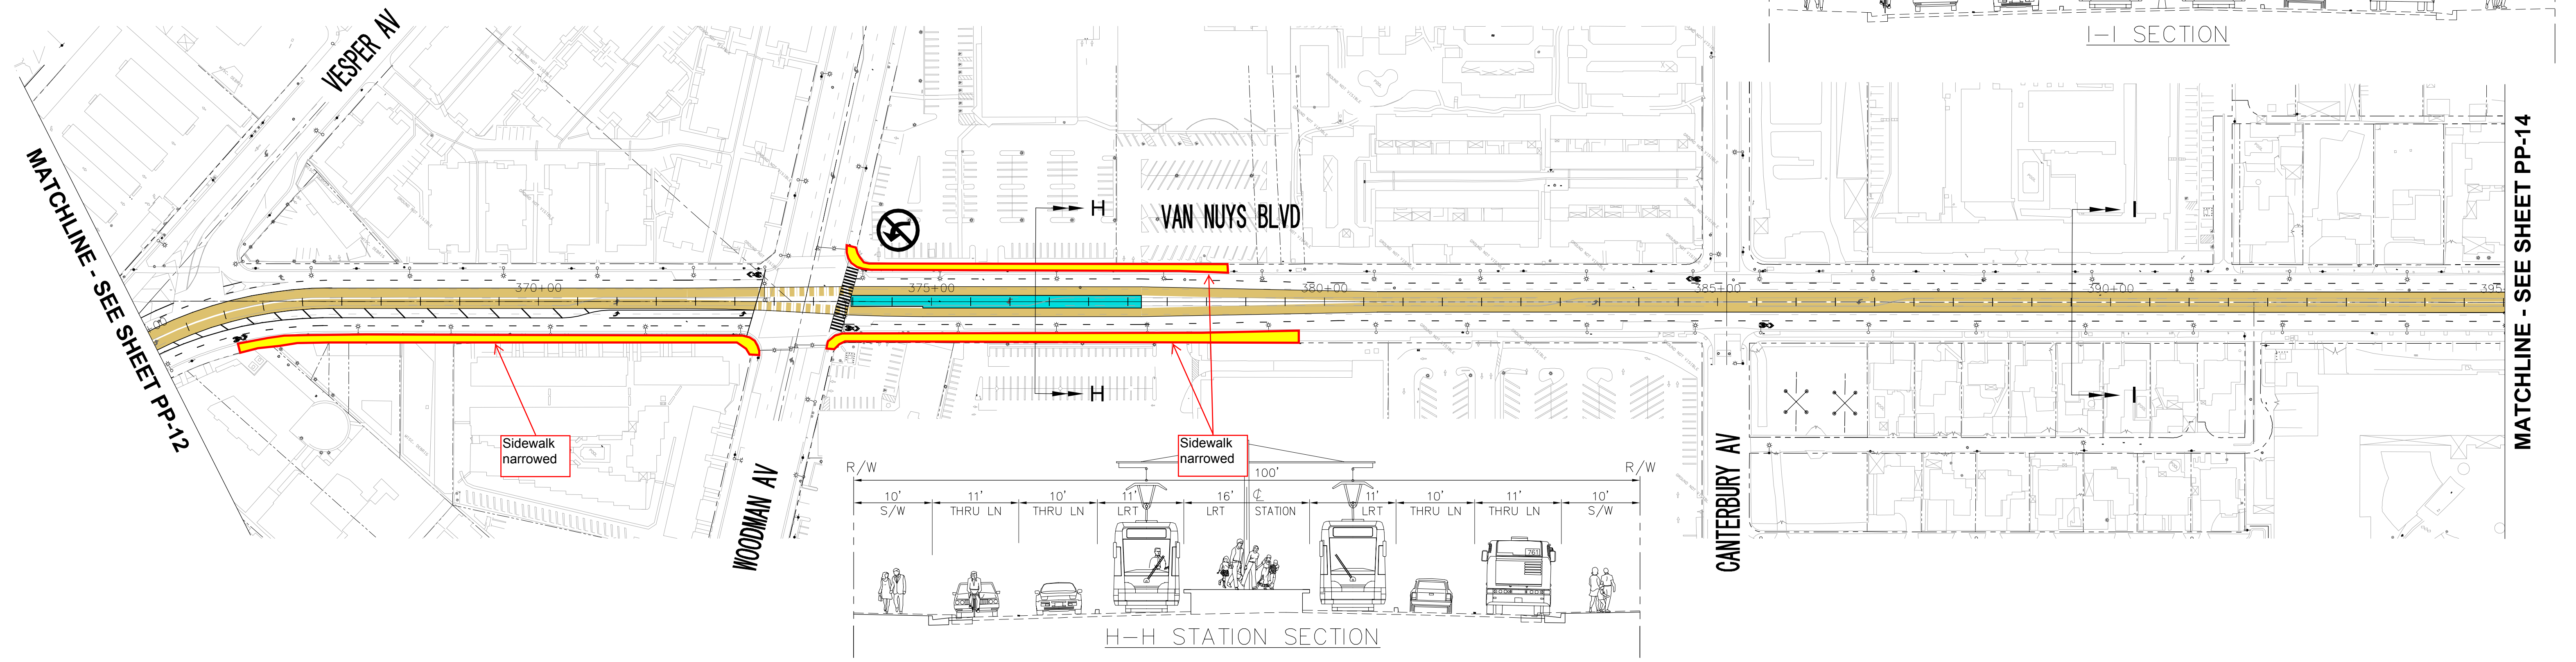 I-I SECTION
VESPER AV
MATCHLINE - SEE SHEET PP-12
MATCHLINE - SEE SHEET PP-14
H
VAN NUYS BLVD
I
370+00
375+00
380+00
385+00
390+00
395+
H
I
Sidewalk
narrowed
Sidewalk
narrowed
WOODMAN AV
CANTERBURY AV
R/W
100'
R/W
10'
11'
10'
11'
16'
℄
11'
10'
11'
10'
S/W
THRU LN
THRU LN
LRT
LRT
STATION
LRT
THRU LN
THRU LN
S/W
761
H-H STATION SECTION